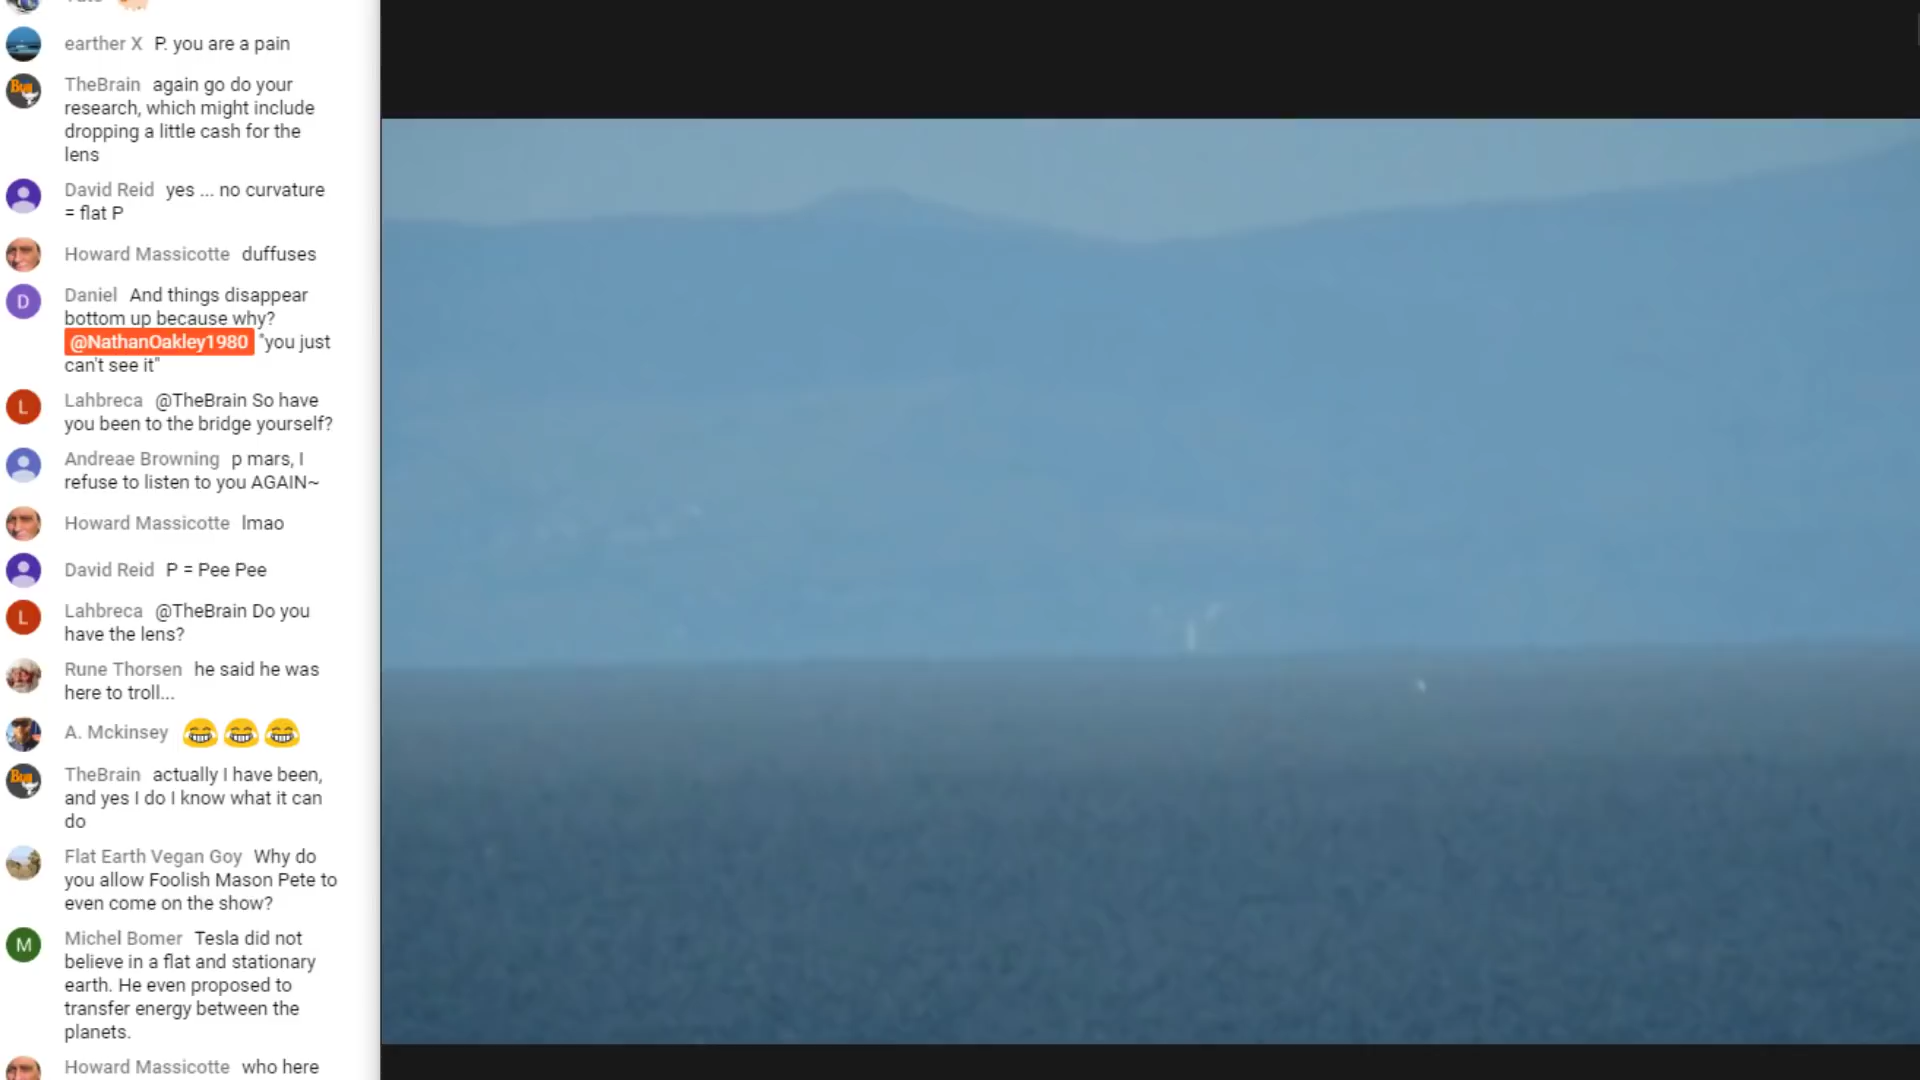 earther X P. you are a pain
TheBrain again go do your
research, which might include
dropping a little cash for the
lens
David Reid yes ... no curvature
= flat P
Howard Massicotte duffuses
Daniel And things disappear
bottom up because why?
@NathanOakley1980 "you just
can't see it"
Lahbreca @TheBrain So have
you been to the bridge yourself?
Andreae Browning p mars, I
refuse to listen to you AGAIN~
Howard Massicotte lmao
David Reid P = Pee Pee
Lahbreca @TheBrain Do you
have the lens?
Rune Thorsen he said he was
here to troll...
A. Mckinsey
TheBrain actually I have been,
and yes I do I know what it can
do
Flat Earth Vegan Goy Why do
you allow Foolish Mason Pete to
even come on the show?
Michel Bomer Tesla did not
believe in a flat and stationary
earth. He even proposed to
transfer energy between the
planets.
Howard Massicotte who here